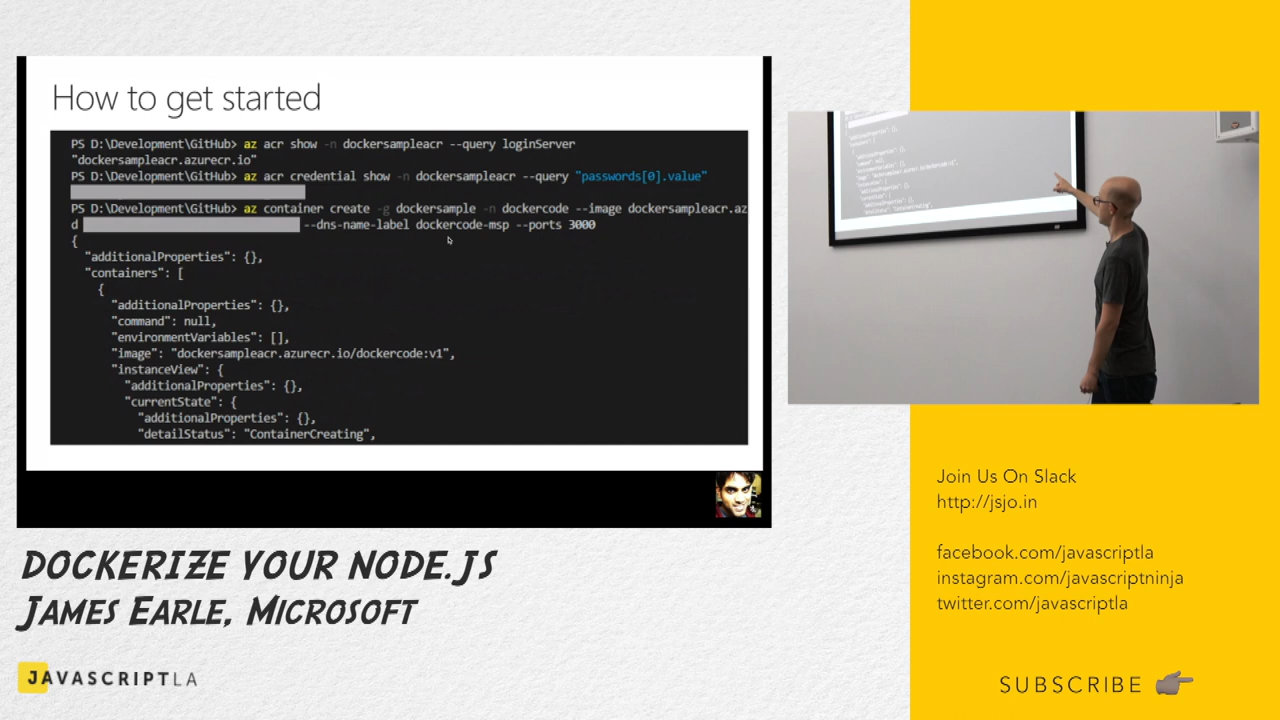 How to get started
PS D:\Development\GitHub> az acr show -n dockersampleacr --query loginServer
"dockersampleacr.azurecr.io"
PS D:\Development\GitHub> az acr credential show -n dockersampleacr --query "passwords[0].value"
PS D:\Development\GitHub> az container create -g dockersample -n dockercode --image dockersampleacr.az
d --dns-name-label dockercode-msp --ports 3000
{
"additionalProperties": {},
"containers": [
{
"additionalProperties": {},
"command": null,
"environmentVariables": [],
"image": "dockersampleacr.azurecr.io/dockercode:v1",
"instanceView": {
"additionalProperties": {},
"currentState": {
"additionalProperties": {},
"detailStatus": "ContainerCreating",
DOCKERIZE YOUR NODE.JS
JAMES EARLE, MICROSOFT
JAVASCRIPTLA
Join Us On Slack
http://jsjo.in
facebook.com/javascriptla
instagram.com/javascriptninja
twitter.com/javascriptla
SUBSCRIBE